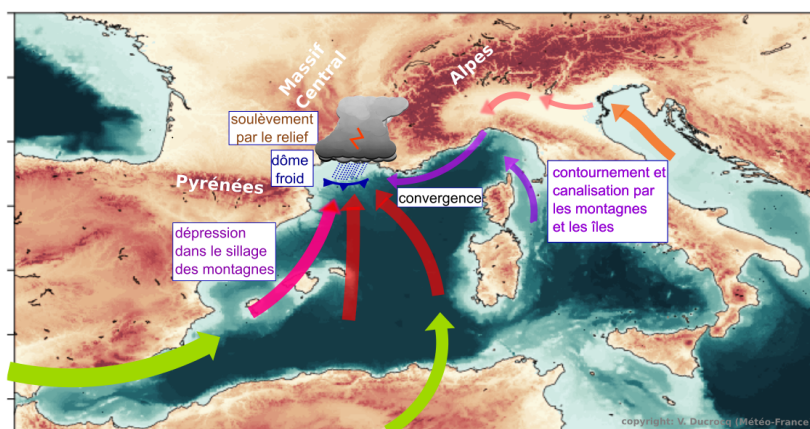 Massif
Central
Alpes
soulèvement
par le relief
dôme
froid
Pyrénées
convergence
contournement et
canalisation par
les montagnes
et les îles
dépression
dans le sillage
des montagnes
copyright: V. Ducrocq (Météo-France)